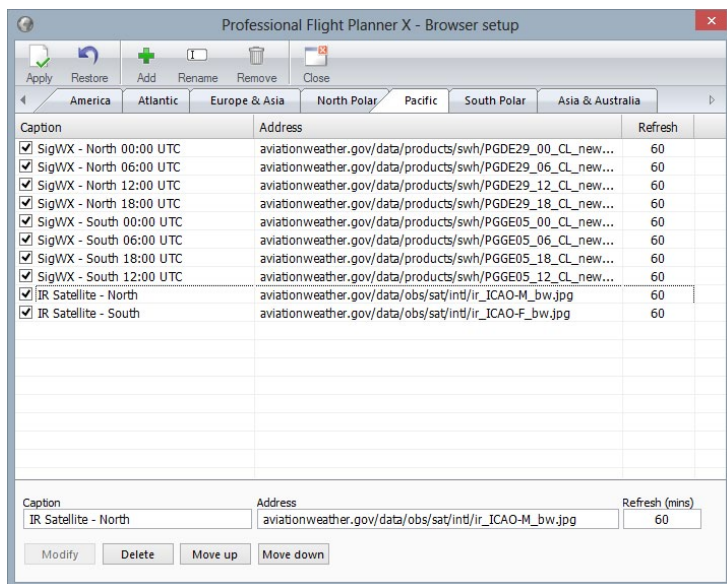 Professional Flight Planner X - Browser setup
Apply Restore Add Rename Remove Close
America Atlantic Europe & Asia North Polar Pacific South Polar Asia & Australia
Caption Address Refresh
SigWX - North 00:00 UTC aviationweather.gov/data/products/swh/PGDE29_00_CL_new... 60
SigWX - North 06:00 UTC aviationweather.gov/data/products/swh/PGDE29_06_CL_new... 60
SigWX - North 12:00 UTC aviationweather.gov/data/products/swh/PGDE29_12_CL_new... 60
SigWX - North 18:00 UTC aviationweather.gov/data/products/swh/PGDE29_18_CL_new... 60
SigWX - South 00:00 UTC aviationweather.gov/data/products/swh/PGGE05_00_CL_new... 60
SigWX - South 06:00 UTC aviationweather.gov/data/products/swh/PGGE05_06_CL_new... 60
SigWX - South 18:00 UTC aviationweather.gov/data/products/swh/PGGE05_18_CL_new... 60
SigWX - South 12:00 UTC aviationweather.gov/data/products/swh/PGGE05_12_CL_new... 60
IR Satellite - North aviationweather.gov/data/obs/sat/intl/ir_ICAO-M_bw.jpg 60
IR Satellite - South aviationweather.gov/data/obs/sat/intl/ir_ICAO-F_bw.jpg 60
Caption Address Refresh (mins)
IR Satellite - North aviationweather.gov/data/obs/sat/intl/ir_ICAO-M_bw.jpg 60
Modify Delete Move up Move down